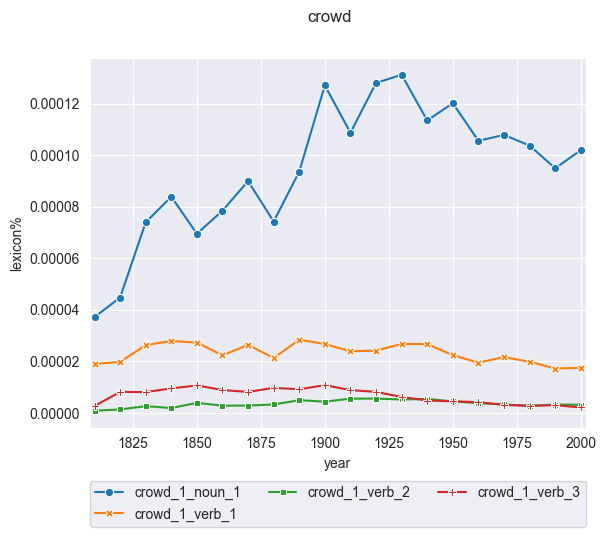 crowd
lexicon%
0.00012
0.00010
0.00008
0.00006
0.00004
0.00002
0.00000
1825 1850 1875 1900 1925 1950 1975 2000
year
crowd_1_noun_1 crowd_1_verb_2 crowd_1_verb_3
crowd_1_verb_1